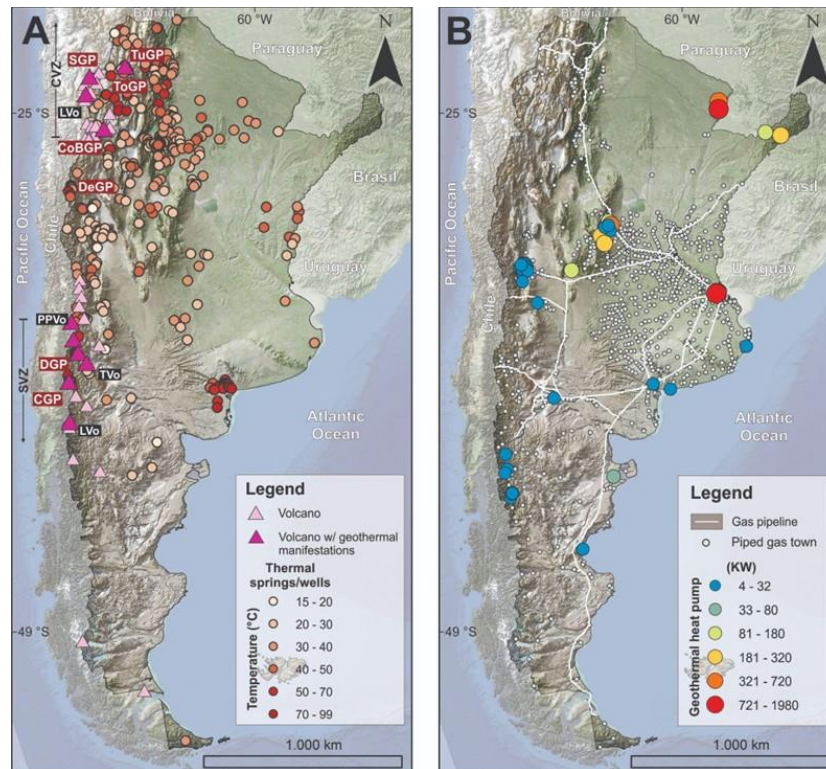 A
Bolivia
60 °W
Paraguay
SGP
TuGP
CVZ
ToGP
25 °S
LVo
CoBGP
N
DeGP
Brasil
Pacific Ocean
Chile
Uruguay
PPVo
DGP
TVo
SVZ
CGP
LVo
Atlantic
Ocean
Legend
Volcano
Volcano w/ geothermal
manifestations
Thermal
springs/wells
Temperature (°C)
15 - 20
20 - 30
30 - 40
40 - 50
50 - 70
70 - 99
49 °S
1.000 km
B
Bolivia
60 °W
Paraguay
25 °S
N
Brasil
Pacific Ocean
Chile
Uruguay
Atlantic
Ocean
Legend
Gas pipeline
Piped gas town
(KW)
Geothermal heat pump
4 - 32
33 - 80
81 - 180
181 - 320
321 - 720
721 - 1980
49 °S
1.000 km